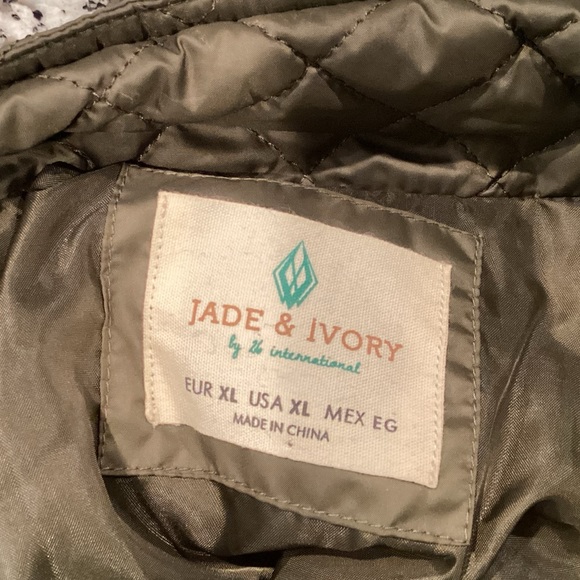 JADE & IVORY
by 26 international
EUR XL USA XL MEX EG
MADE IN CHINA